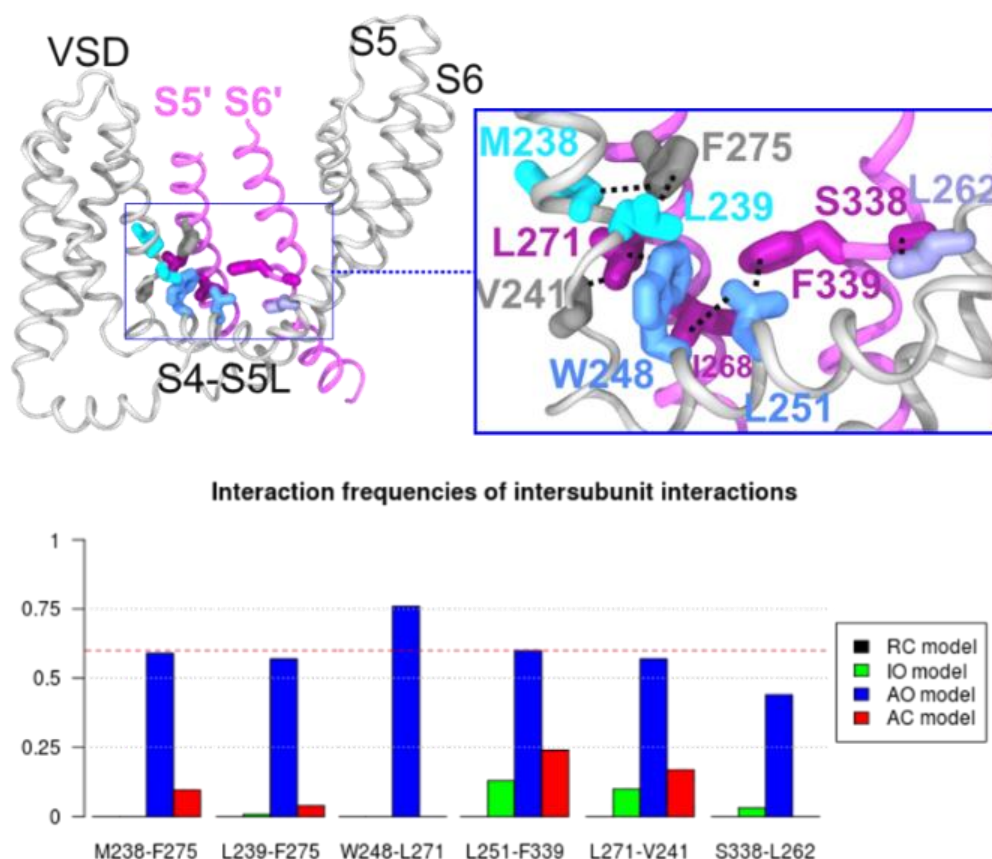 VSD
S5
S6
S5' S6'
S4-S5L
M238
F275
L239
S338
L262
L271
V241
F339
W248
I268
L251
Interaction frequencies of intersubunit interactions
1
0.75
0.5
0.25
0
M238-F275
L239-F275
W248-L271
L251-F339
L271-V241
S338-L262
RC model
IO model
AO model
AC model